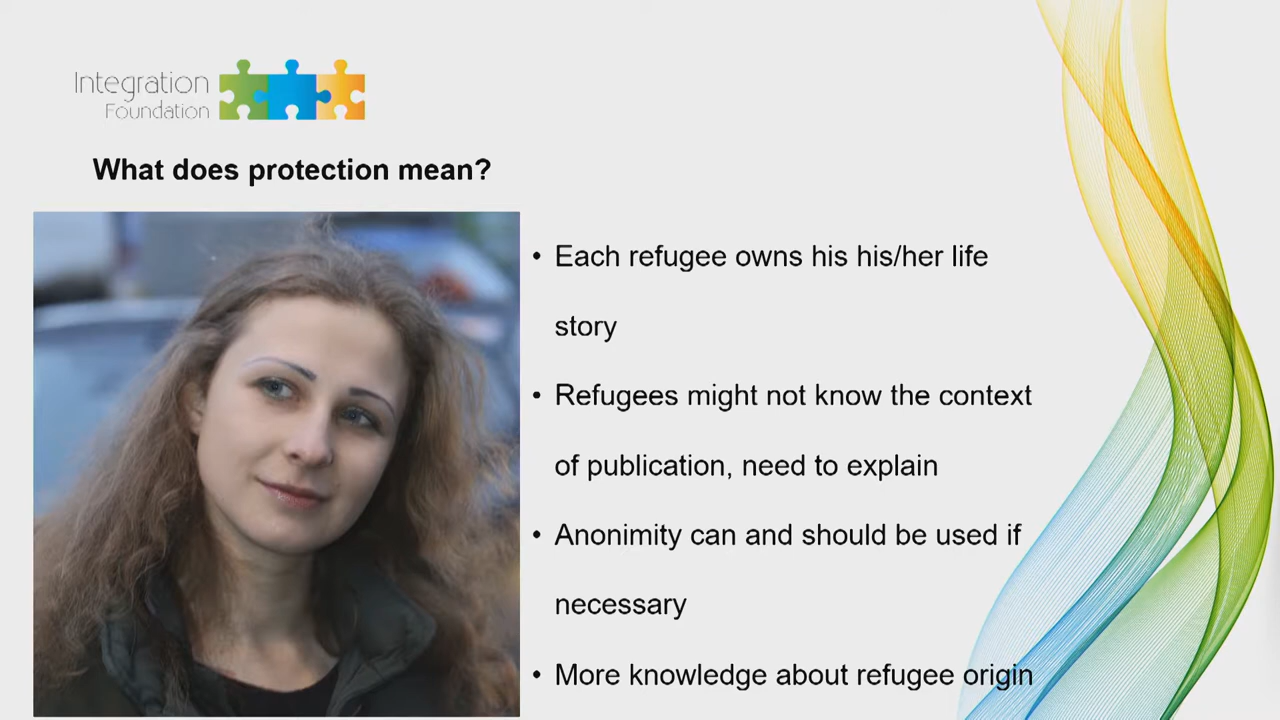 Integration
Foundation
What does protection mean?
• Each refugee owns his his/her life
story
• Refugees might not know the context
of publication, need to explain
• Anonimity can and should be used if
necessary
• More knowledge about refugee origin